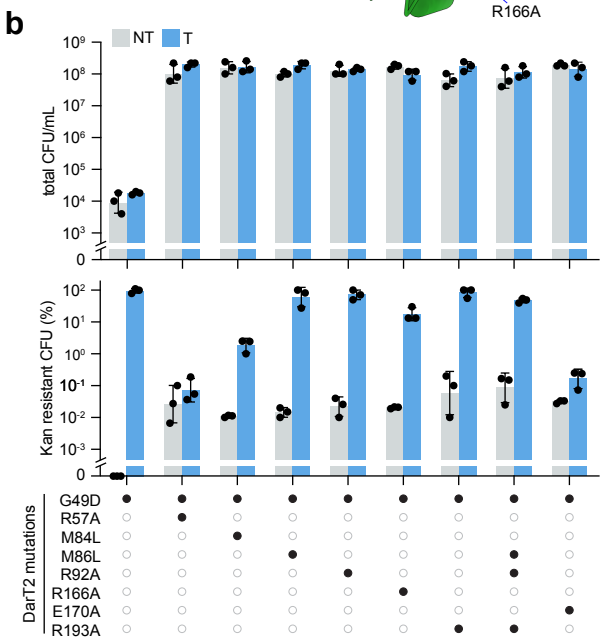 R166A
b
NT T
total CFU/mL
10⁹
10⁸
10⁷
10⁶
10⁵
10⁴
10³
0
Kan resistant CFU (%)
10²
10¹
10⁰
10⁻¹
10⁻²
10⁻³
0
DarT2 mutations
G49D
R57A
M84L
M86L
R92A
R166A
E170A
R193A